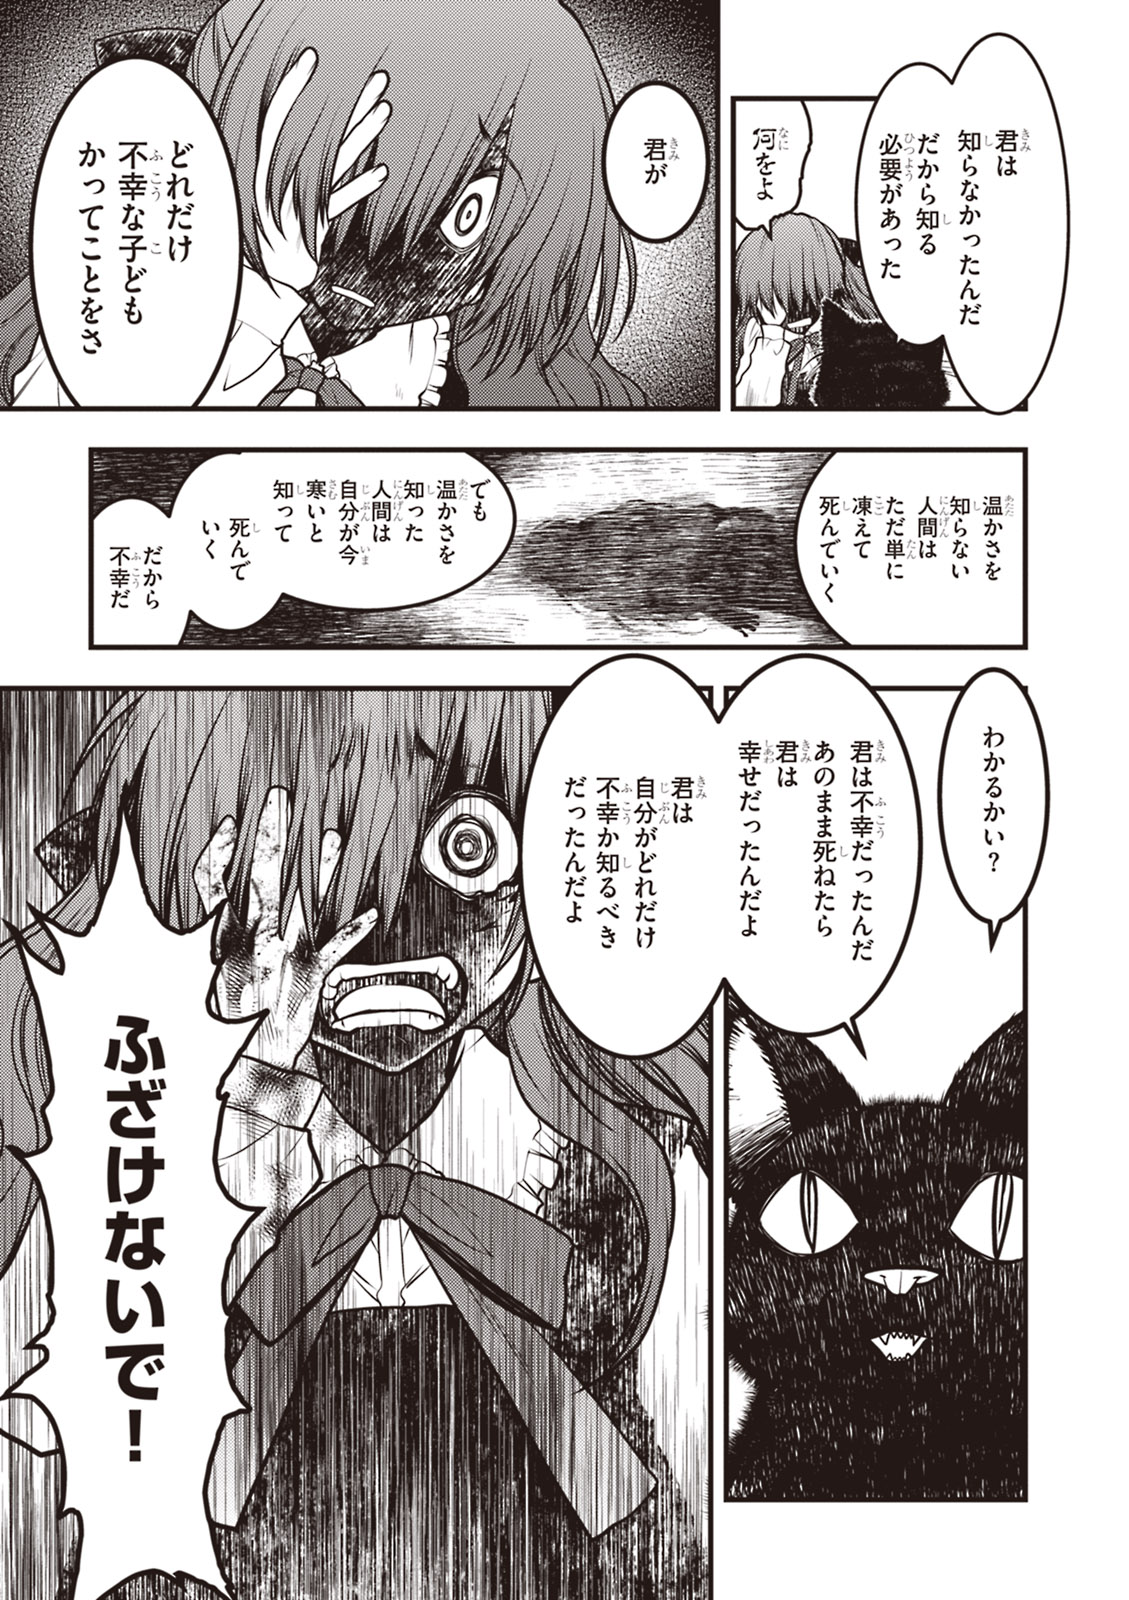 君は
知らなかったんだ
だから知る
必要があった
何をよ
君が
どれだけ
不幸な子ども
かってことをさ
温かさを
知らない
人間は
ただ単に
凍えて
死んでいく
でも
温かさを
知った
人間は
自分が今
寒いと
知って
死んで
いく
だから
不幸だ
わかるかい?
君は不幸だったんだ
あのまま死ねたら
君は
幸せだったんだよ
君は
自分がどれだけ
不幸か知るべき
だったんだよ
ふざけないで!